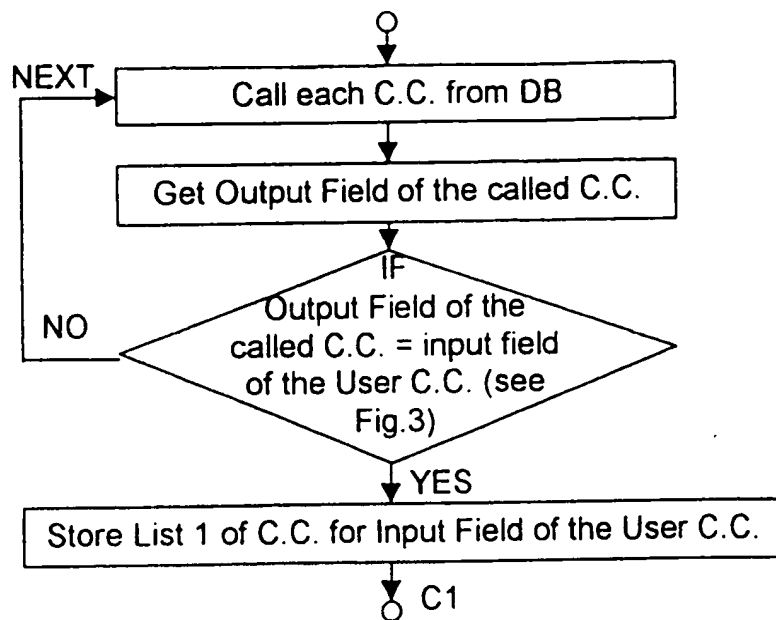 NEXT
Call each C.C. from DB
Get Output Field of the called C.C.
IF
Output Field of the
called C.C. = input field
of the User C.C. (see
Fig.3)
NO
YES
Store List 1 of C.C. for Input Field of the User C.C.
C1